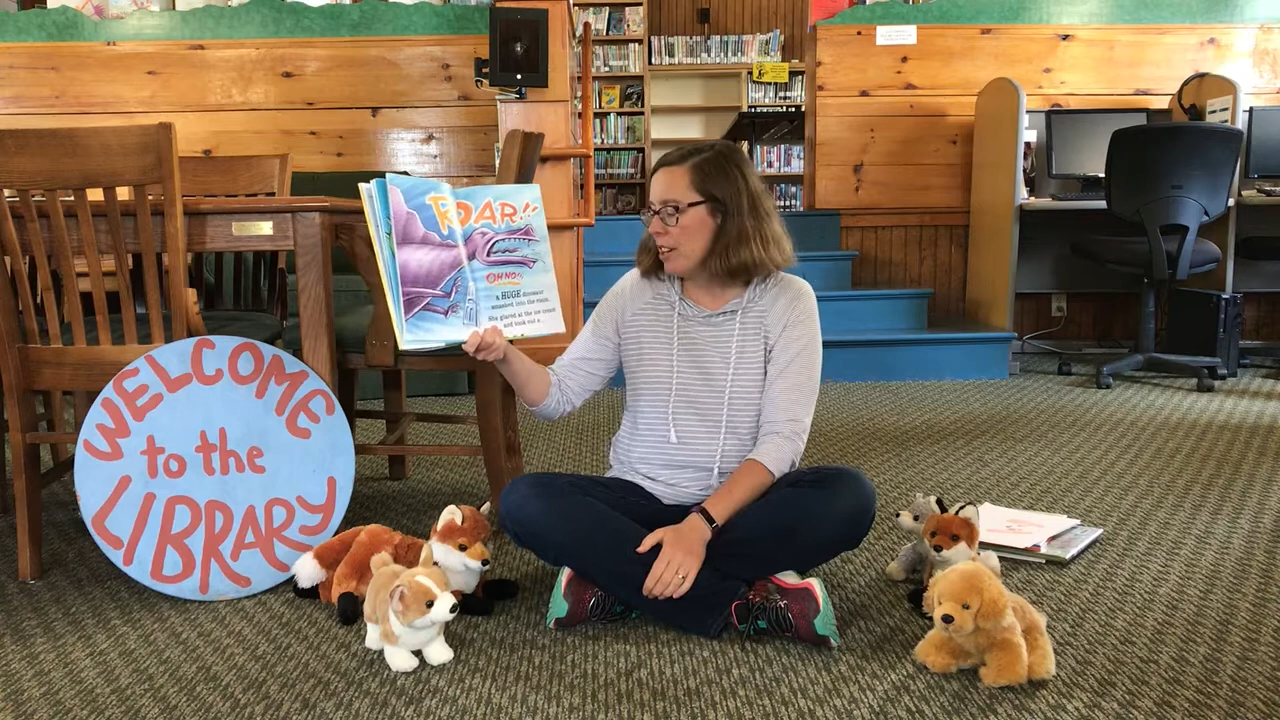 ROAR!!
OH NO!!
A HUGE dinosaur
smashed into the room.
She glared at the ice cream
and took out a...
WELCOME
to the
LIBRARY